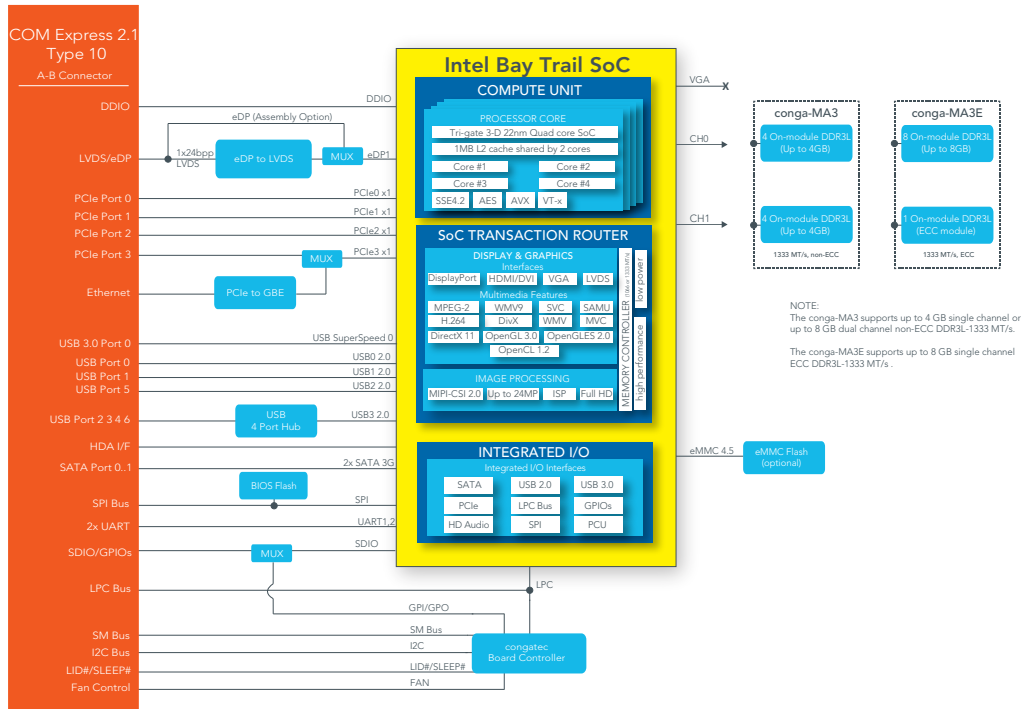 COM Express 2.1
Type 10
A-B Connector
DDIO
LVDS/eDP
PCIe Port 0
PCIe Port 1
PCIe Port 2
PCIe Port 3
Ethernet
USB 3.0 Port 0
USB Port 0
USB Port 1
USB Port 5
USB Port 2 3 4 6
HDA I/F
SATA Port 0..1
SPI Bus
2x UART
SDIO/GPIOs
LPC Bus
SM Bus
I2C Bus
LID#/SLEEP#
Fan Control
DDIO
eDP (Assembly Option)
1x24bpp
LVDS
eDP to LVDS
MUX
eDP1
PCIe0 x1
PCIe1 x1
PCIe2 x1
PCIe3 x1
MUX
PCIe to GBE
USB SuperSpeed 0
USB0 2.0
USB1 2.0
USB2 2.0
USB
4 Port Hub
USB3 2.0
2x SATA 3G
BIOS Flash
SPI
UART1,2
SDIO
MUX
LPC
GPI/GPO
SM Bus
I2C
LID#/SLEEP#
FAN
congatec
Board Controller
Intel Bay Trail SoC
COMPUTE UNIT
PROCESSOR CORE
Tri-gate 3-D 22nm Quad core SoC
1MB L2 cache shared by 2 cores
Core #1 Core #2
Core #3 Core #4
SSE4.2 AES AVX VT-x
SoC TRANSACTION ROUTER
DISPLAY & GRAPHICS
Interfaces
DisplayPort HDMI/DVI VGA LVDS
Multimedia Features
MPEG-2 WMV9 SVC SAMU
H.264 DivX WMV MVC
DirectX 11 OpenGL 3.0 OpenGLES 2.0
OpenCL 1.2
IMAGE PROCESSING
MIPI-CSI 2.0 Up to 24MP ISP Full HD
MEMORY CONTROLLER
low power
high performance
INTEGRATED I/O
Integrated I/O Interfaces
SATA USB 2.0 USB 3.0
PCIe LPC Bus GPIOs
HD Audio SPI PCU
VGA
X
CH0
CH1
eMMC 4.5
eMMC Flash
(optional)
conga-MA3
4 On-module DDR3L
(Up to 4GB)
4 On-module DDR3L
(Up to 4GB)
1333 MT/s, non-ECC
conga-MA3E
8 On-module DDR3L
(Up to 8GB)
1 On-module DDR3L
(ECC module)
1333 MT/s, ECC
NOTE:
The conga-MA3 supports up to 4 GB single channel or
up to 8 GB dual channel non-ECC DDR3L-1333 MT/s.
The conga-MA3E supports up to 8 GB single channel
ECC DDR3L-1333 MT/s .